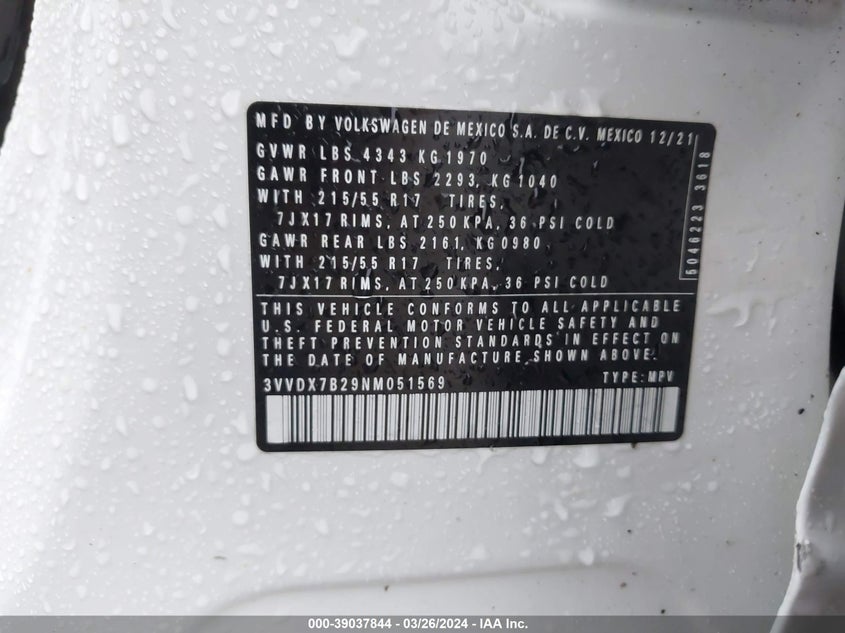 MFD BY VOLKSWAGEN DE MEXICO S.A. DE C.V. MEXICO 12/21
GVWR LBS 4343 KG 1970
GAWR FRONT LBS 2293, KG 1040
WITH 215/55 R17 TIRES,
7JX17 RIMS, AT 250 KPA, 36 PSI COLD
GAWR REAR LBS 2161, KG0980
WITH 215/55 R17 TIRES,
7JX17 RIMS, AT 250 KPA, 36 PSI COLD
5046223 3618
THIS VEHICLE CONFORMS TO ALL APPLICABLE
U.S. FEDERAL MOTOR VEHICLE SAFETY AND
THEFT PREVENTION STANDARDS IN EFFECT ON
THE DATE OF MANUFACTURE SHOWN ABOVE.
3VVDX7B29NM051569 TYPE: MPV
000-39037844 - 03/26/2024 - IAA Inc.